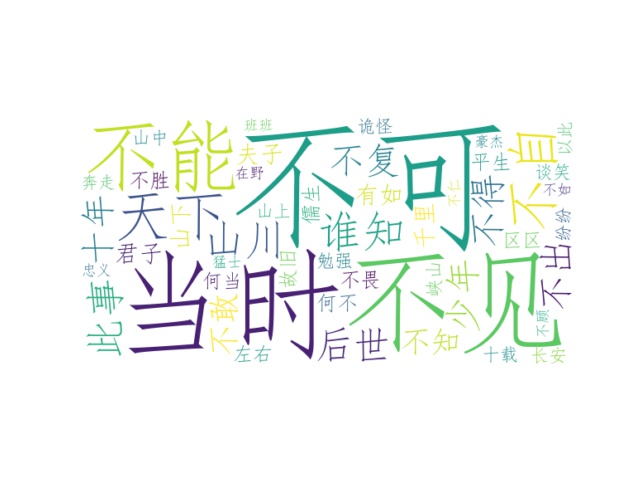 不可
当时
不见
不能
天下
山川
谁知
不自
不复
不得
不出
少年
后世
此事
十年
不敢
不知
君子
夫子
不胜
山下
有如
千里
儒生
故旧
何不
不畏
勉强
何当
左右
平生
区区
峡山
十载
长安
谈笑
纷纷
以此
豪杰
不如
不仁
不顾
诡怪
班班
山中
奔走
在野
山上
猛士
忠义